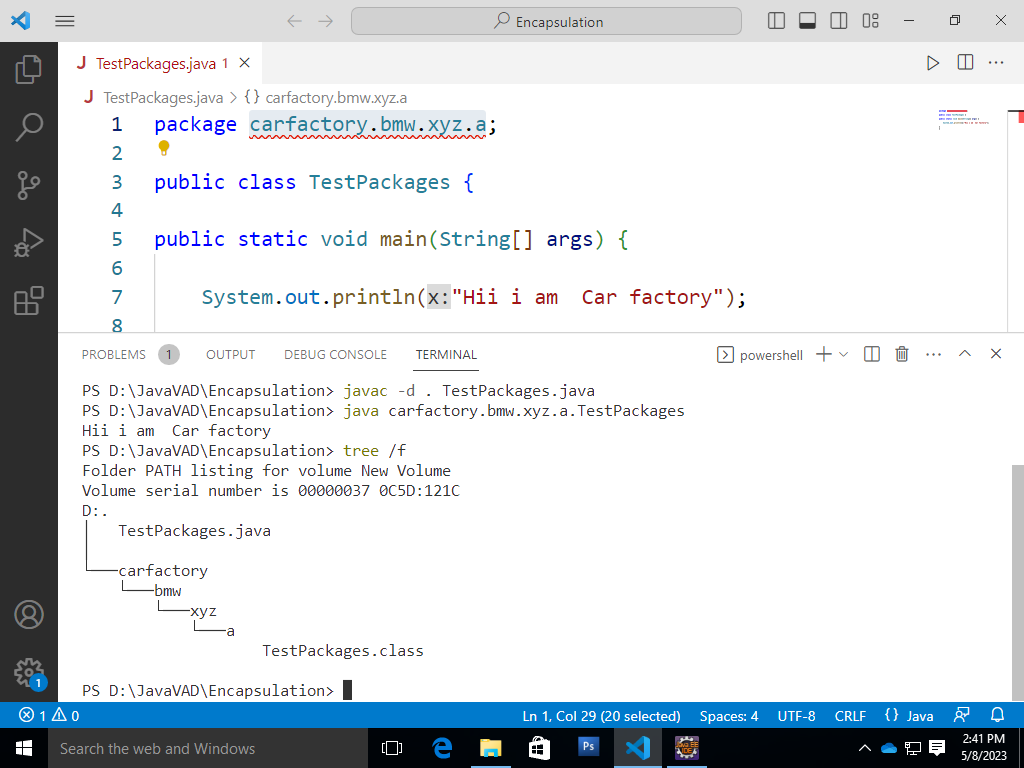 Encapsulation
J TestPackages.java 1
J TestPackages.java > {} carfactory.bmw.xyz.a
1 package carfactory.bmw.xyz.a;
2
3 public class TestPackages {
4
5 public static void main(String[] args) {
6
7 System.out.println(x:"Hii i am  Car factory");
8
PROBLEMS 1 OUTPUT DEBUG CONSOLE TERMINAL powershell
PS D:\JavaVAD\Encapsulation> javac -d . TestPackages.java
PS D:\JavaVAD\Encapsulation> java carfactory.bmw.xyz.a.TestPackages
Hii i am  Car factory
PS D:\JavaVAD\Encapsulation> tree /f
Folder PATH listing for volume New Volume
Volume serial number is 00000037 0C5D:121C
D:.
TestPackages.java
carfactory
bmw
xyz
a
TestPackages.class
PS D:\JavaVAD\Encapsulation>
1
1 0 Ln 1, Col 29 (20 selected) Spaces: 4 UTF-8 CRLF {} Java
Search the web and Windows
Ps
2:41 PM
5/8/2023